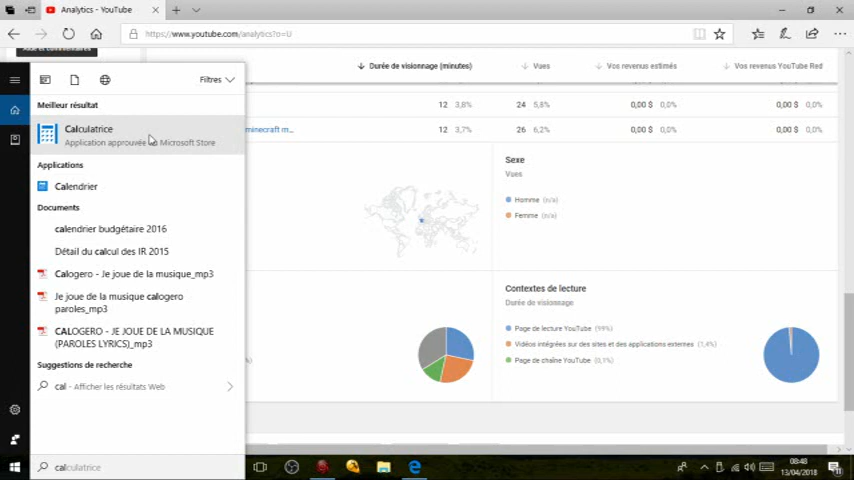 Analytics - YouTube
https://www.youtube.com/analytics?o=U
Durée de visionnage (minutes)
Vues
Vos revenus estimés
Vos revenus YouTube Red
12 3,8%
24 5,8%
0,00 $ 0,0%
0,00 $ 0,0%
minecraft m...
12 3,7%
26 6,2%
0,00 $ 0,0%
0,00 $ 0,0%
Filtres
Meilleur résultat
Calculatrice
Application approuvée Microsoft Store
Applications
Calendrier
Documents
calendrier budgétaire 2016
Détail du calcul des IR 2015
Calogero - Je joue de la musique_mp3
Je joue de la musique calogero
paroles_mp3
CALOGERO - JE JOUE DE LA MUSIQUE
(PAROLES LYRICS)_mp3
Suggestions de recherche
cal - Afficher les résultats Web
calculatrice
Sexe
Vues
Homme (n/a)
Femme (n/a)
Contextes de lecture
Durée de visionnage
Page de lecture YouTube (99%)
Vidéos intégrées sur des sites et des applications externes (1,4%)
Page de chaîne YouTube (0,1%)
08:48
13/04/2018